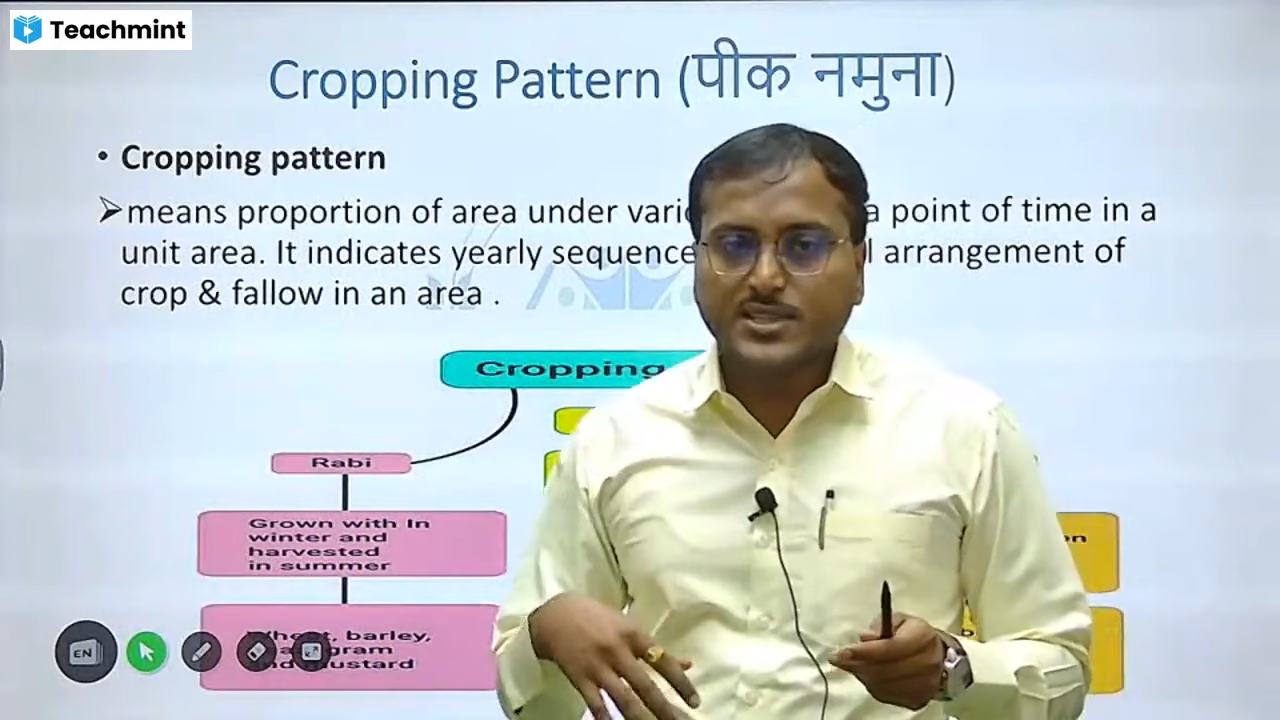 Teachmint
Cropping Pattern (पीक नमुना)
• Cropping pattern
➢means proportion of area under a point of time in a
unit area. It indicates yearly sequence arrangement of
crop & fallow in an area .
Cropping
Rabi
Grown with In
winter and
harvested
in summer
barley,
gram
EN